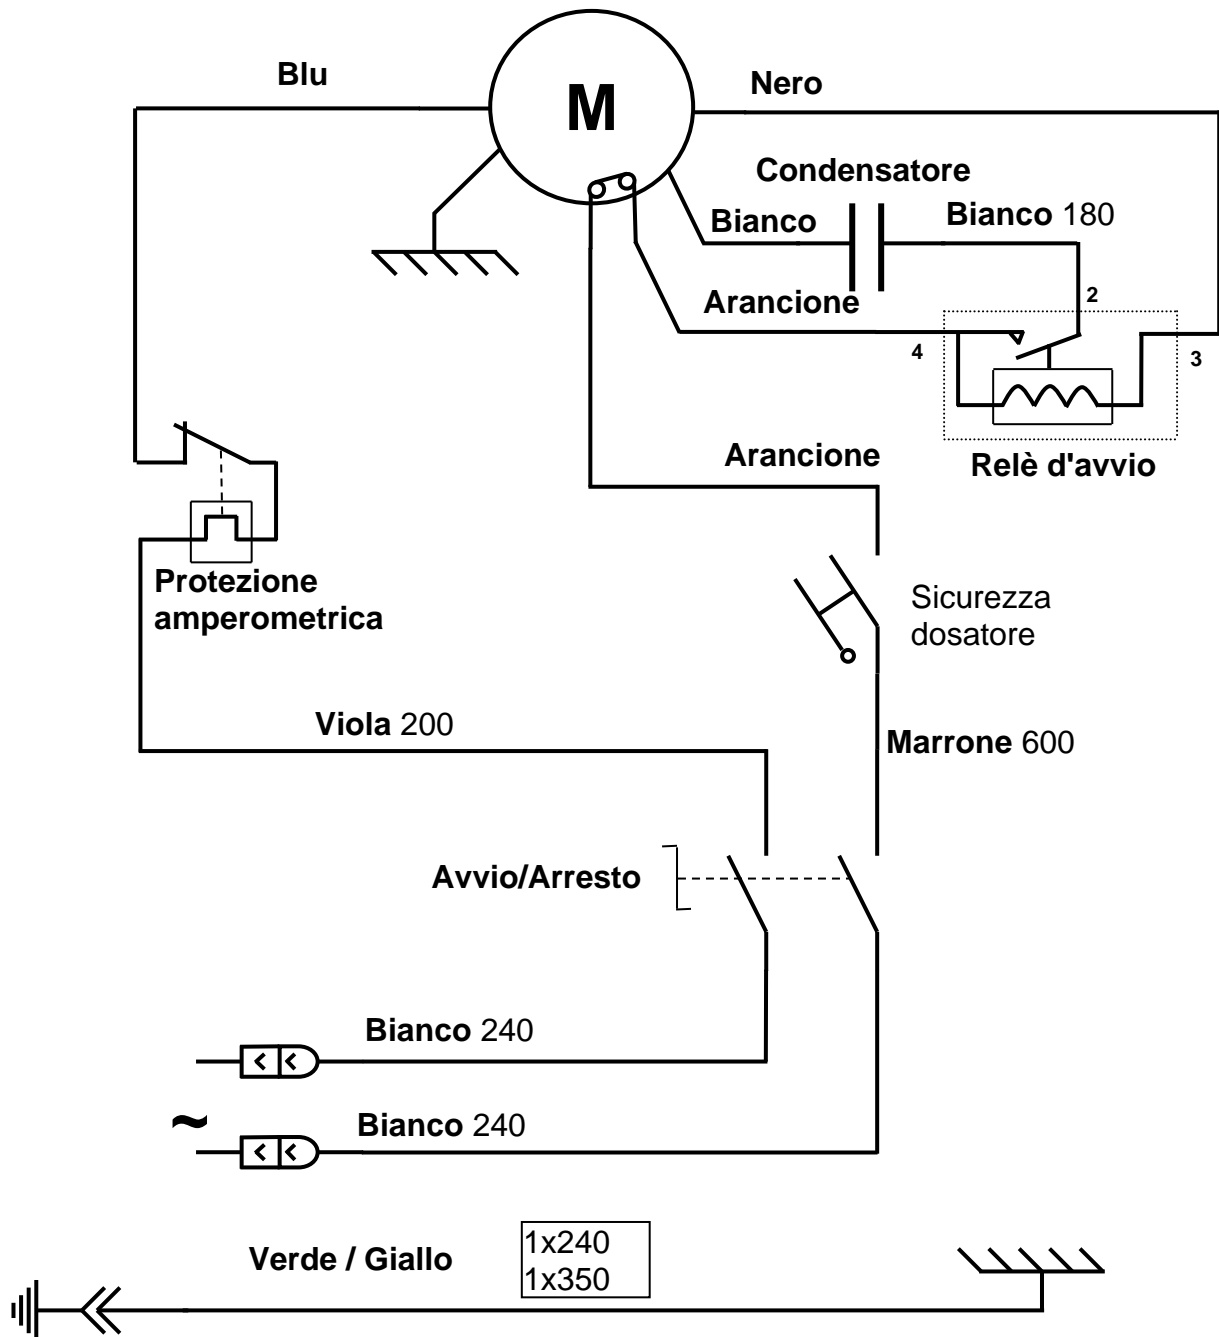 Blu
M
Nero
Condensatore
Bianco
Bianco 180
Arancione
2
4
3
Relè d'avvio
Arancione
Protezione
amperometrica
Sicurezza
dosatore
Viola 200
Marrone 600
Avvio/Arresto
Bianco 240
~
Bianco 240
Verde / Giallo
1x240
1x350